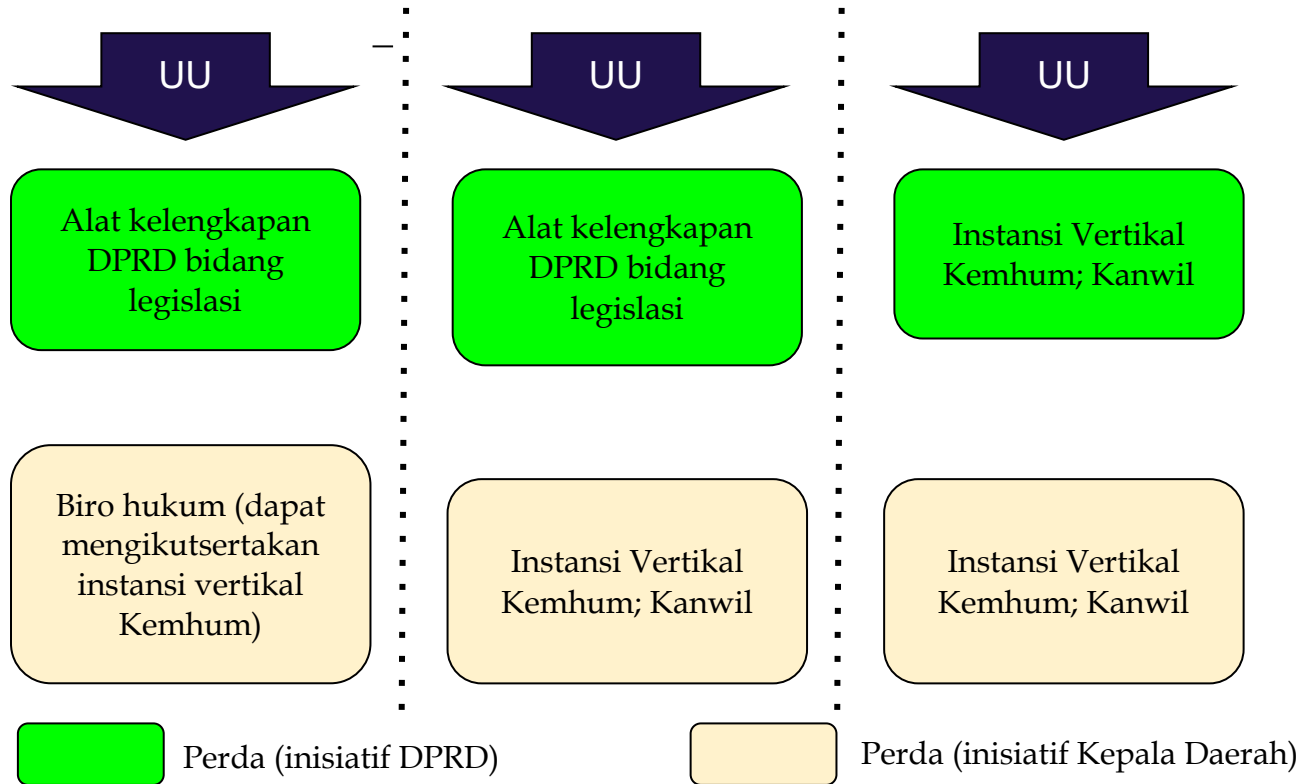 UU
UU
UU
Alat kelengkapan
DPRD bidang
legislasi
Alat kelengkapan
DPRD bidang
legislasi
Instansi Vertikal
Kemhum; Kanwil
Biro hukum (dapat
mengikutsertakan
instansi vertikal
Kemhum)
Instansi Vertikal
Kemhum; Kanwil
Instansi Vertikal
Kemhum; Kanwil
Perda (inisiatif DPRD)
Perda (inisiatif Kepala Daerah)